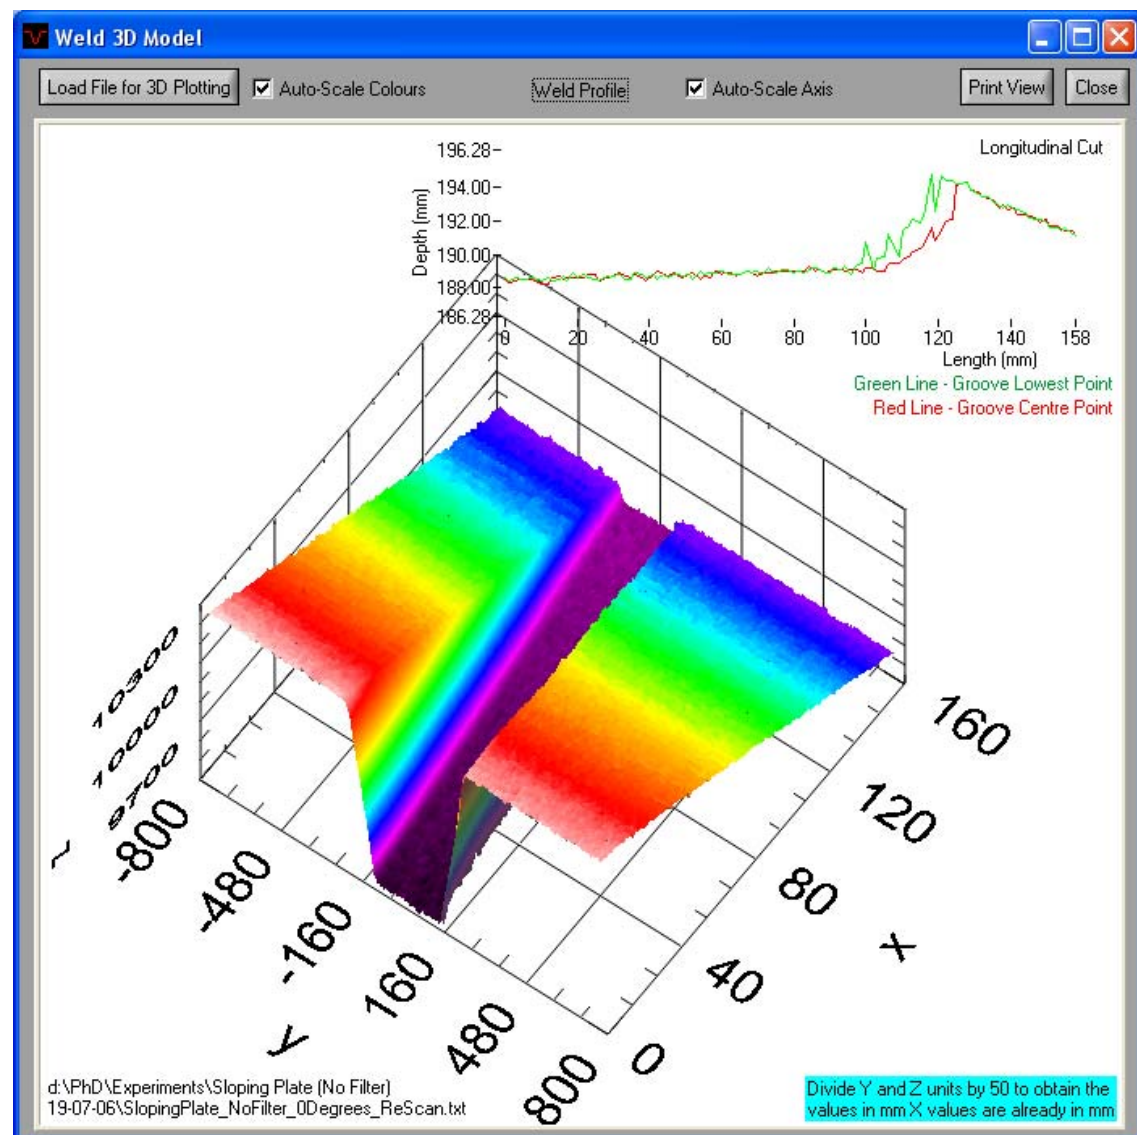 Weld 3D Model
Load File for 3D Plotting
Auto-Scale Colours
Weld Profile
Auto-Scale Axis
Print View
Close
Longitudinal Cut
Depth (mm)
196.28
194.00
192.00
190.00
188.00
186.28
0 20 40 60 80 100 120 140 158
Length (mm)
Green Line - Groove Lowest Point
Red Line - Groove Centre Point
10300
10000
9700
z
-800
-480
-160
160
480
800
y
0
40
80
120
160
x
d:\PhD\Experiments\Sloping Plate (No Filter)
19-07-06\SlopingPlate_NoFilter_0Degrees_ReScan.txt
Divide Y and Z units by 50 to obtain the
values in mm X values are already in mm